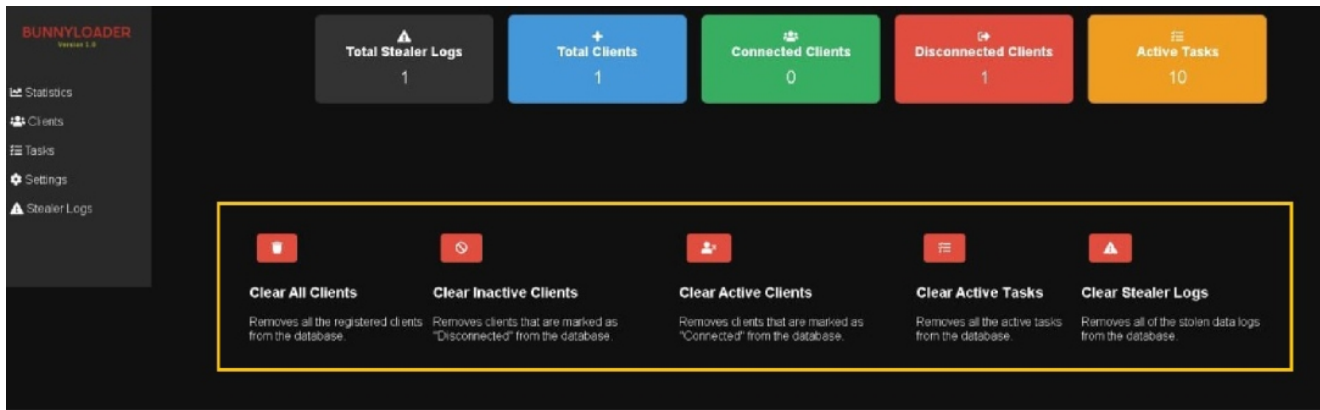 BUNNYLOADER
Version 1.0
Statistics
Clients
Tasks
Settings
Stealer Logs
Total Stealer Logs
1
Total Clients
1
Connected Clients
0
Disconnected Clients
1
Active Tasks
10
Clear All Clients
Removes all the registered clients
from the database.
Clear Inactive Clients
Removes clients that are marked as
"Disconnected" from the database.
Clear Active Clients
Removes clients that are marked as
"Connected" from the database.
Clear Active Tasks
Removes all the active tasks
from the database.
Clear Stealer Logs
Removes all of the stolen data logs
from the database.